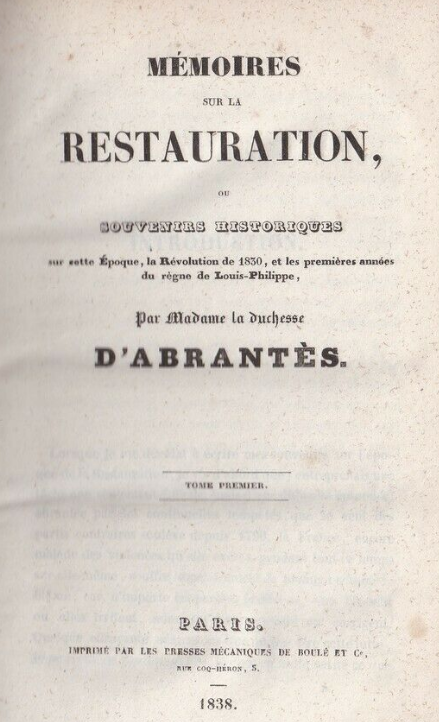 MÉMOIRES
SUR LA
RESTAURATION,
OU
SOUVENIRS HISTORIQUES
sur cette Époque, la Révolution de 1830, et les premières années
du règne de Louis-Philippe,
Par Madame la duchesse
D'ABRANTÈS.
TOME PREMIER.
PARIS.
IMPRIMÉ PAR LES PRESSES MÉCANIQUES DE BOULÉ ET Ce,
RUE COQ-HÉRON, 3.
1838.